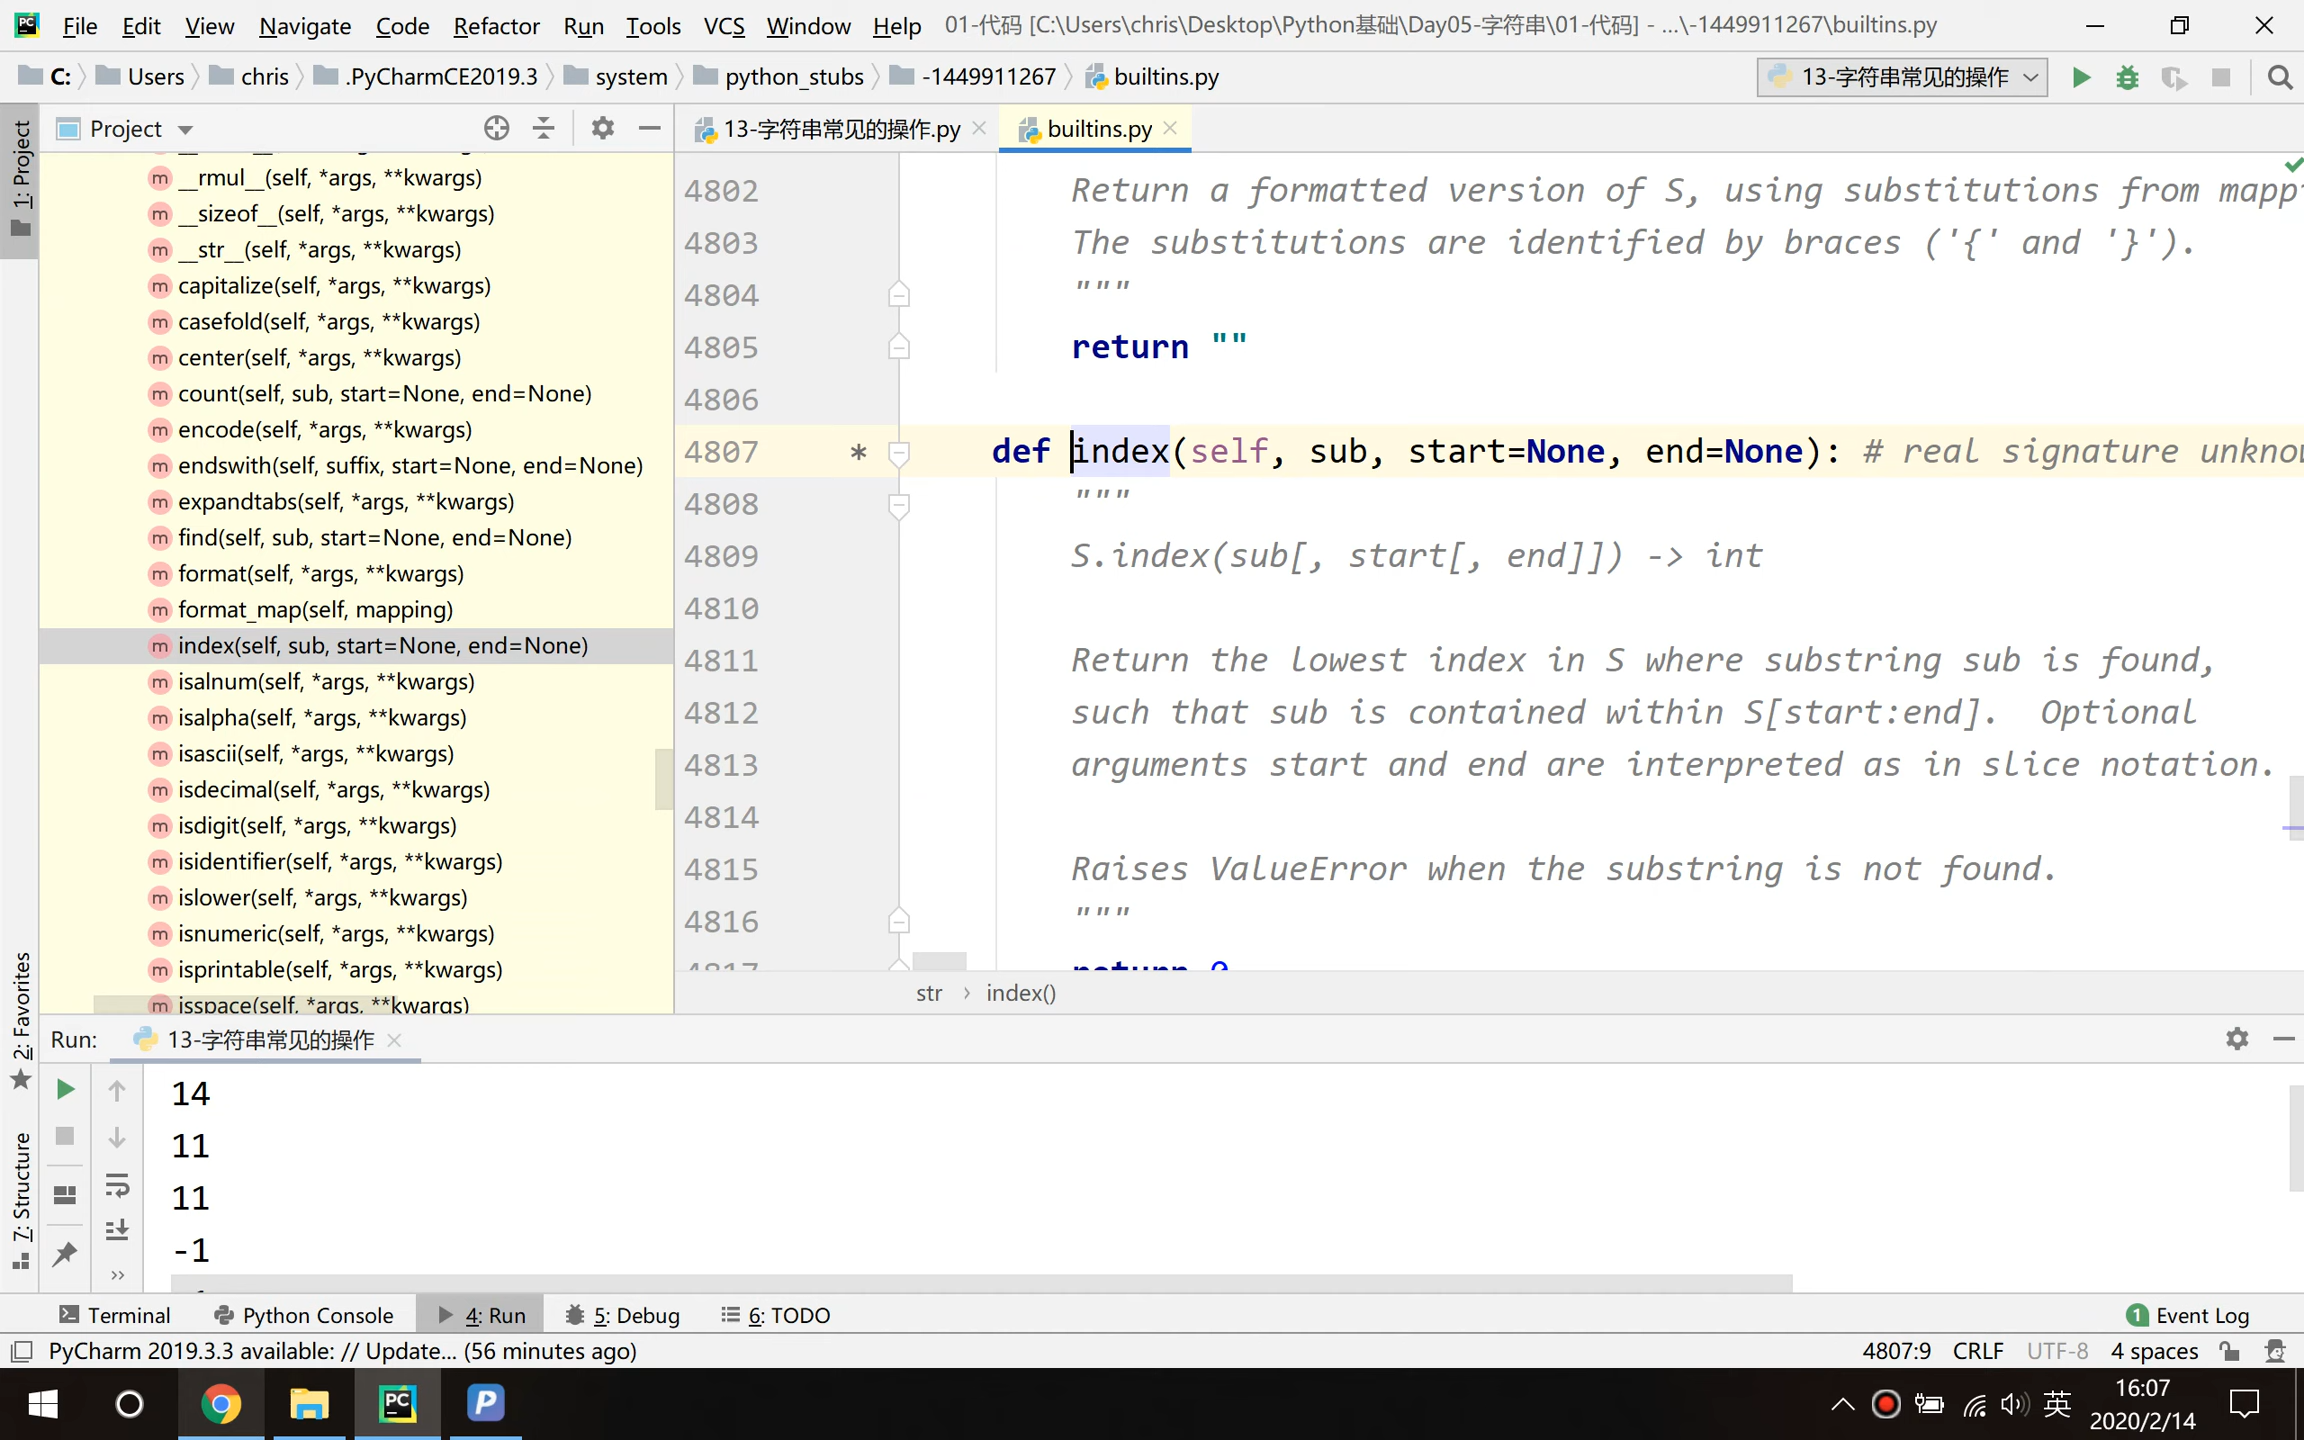 File Edit View Navigate Code Refactor Run Tools VCS Window Help 01-代码 [C:\Users\chris\Desktop\Python基础\Day05-字符串\01-代码] - ...\-1449911267\builtins.py
C: Users chris .PyCharmCE2019.3 system python_stubs -1449911267 builtins.py 13-字符串常见的操作
1: Project
Project
13-字符串常见的操作.py builtins.py
__rmul__(self, *args, **kwargs)
__sizeof__(self, *args, **kwargs)
__str__(self, *args, **kwargs)
capitalize(self, *args, **kwargs)
casefold(self, *args, **kwargs)
center(self, *args, **kwargs)
count(self, sub, start=None, end=None)
encode(self, *args, **kwargs)
endswith(self, suffix, start=None, end=None)
expandtabs(self, *args, **kwargs)
find(self, sub, start=None, end=None)
format(self, *args, **kwargs)
format_map(self, mapping)
index(self, sub, start=None, end=None)
isalnum(self, *args, **kwargs)
isalpha(self, *args, **kwargs)
isascii(self, *args, **kwargs)
isdecimal(self, *args, **kwargs)
isdigit(self, *args, **kwargs)
isidentifier(self, *args, **kwargs)
islower(self, *args, **kwargs)
isnumeric(self, *args, **kwargs)
isprintable(self, *args, **kwargs)
isspace(self, *args, **kwargs)
4802 Return a formatted version of S, using substitutions from mapp
4803 The substitutions are identified by braces ('{' and '}').
4804 """
4805 return ""
4806
4807 * def index(self, sub, start=None, end=None): # real signature unkno
4808 """
4809 S.index(sub[, start[, end]]) -> int
4810
4811 Return the lowest index in S where substring sub is found,
4812 such that sub is contained within S[start:end]. Optional
4813 arguments start and end are interpreted as in slice notation.
4814
4815 Raises ValueError when the substring is not found.
4816 """
4817 return 0
str › index()
2: Favorites
7: Structure
Run: 13-字符串常见的操作
14
11
11
-1
Terminal Python Console 4: Run 5: Debug 6: TODO 1 Event Log
PyCharm 2019.3.3 available: // Update... (56 minutes ago) 4807:9 CRLF UTF-8 4 spaces
英 16:07
2020/2/14